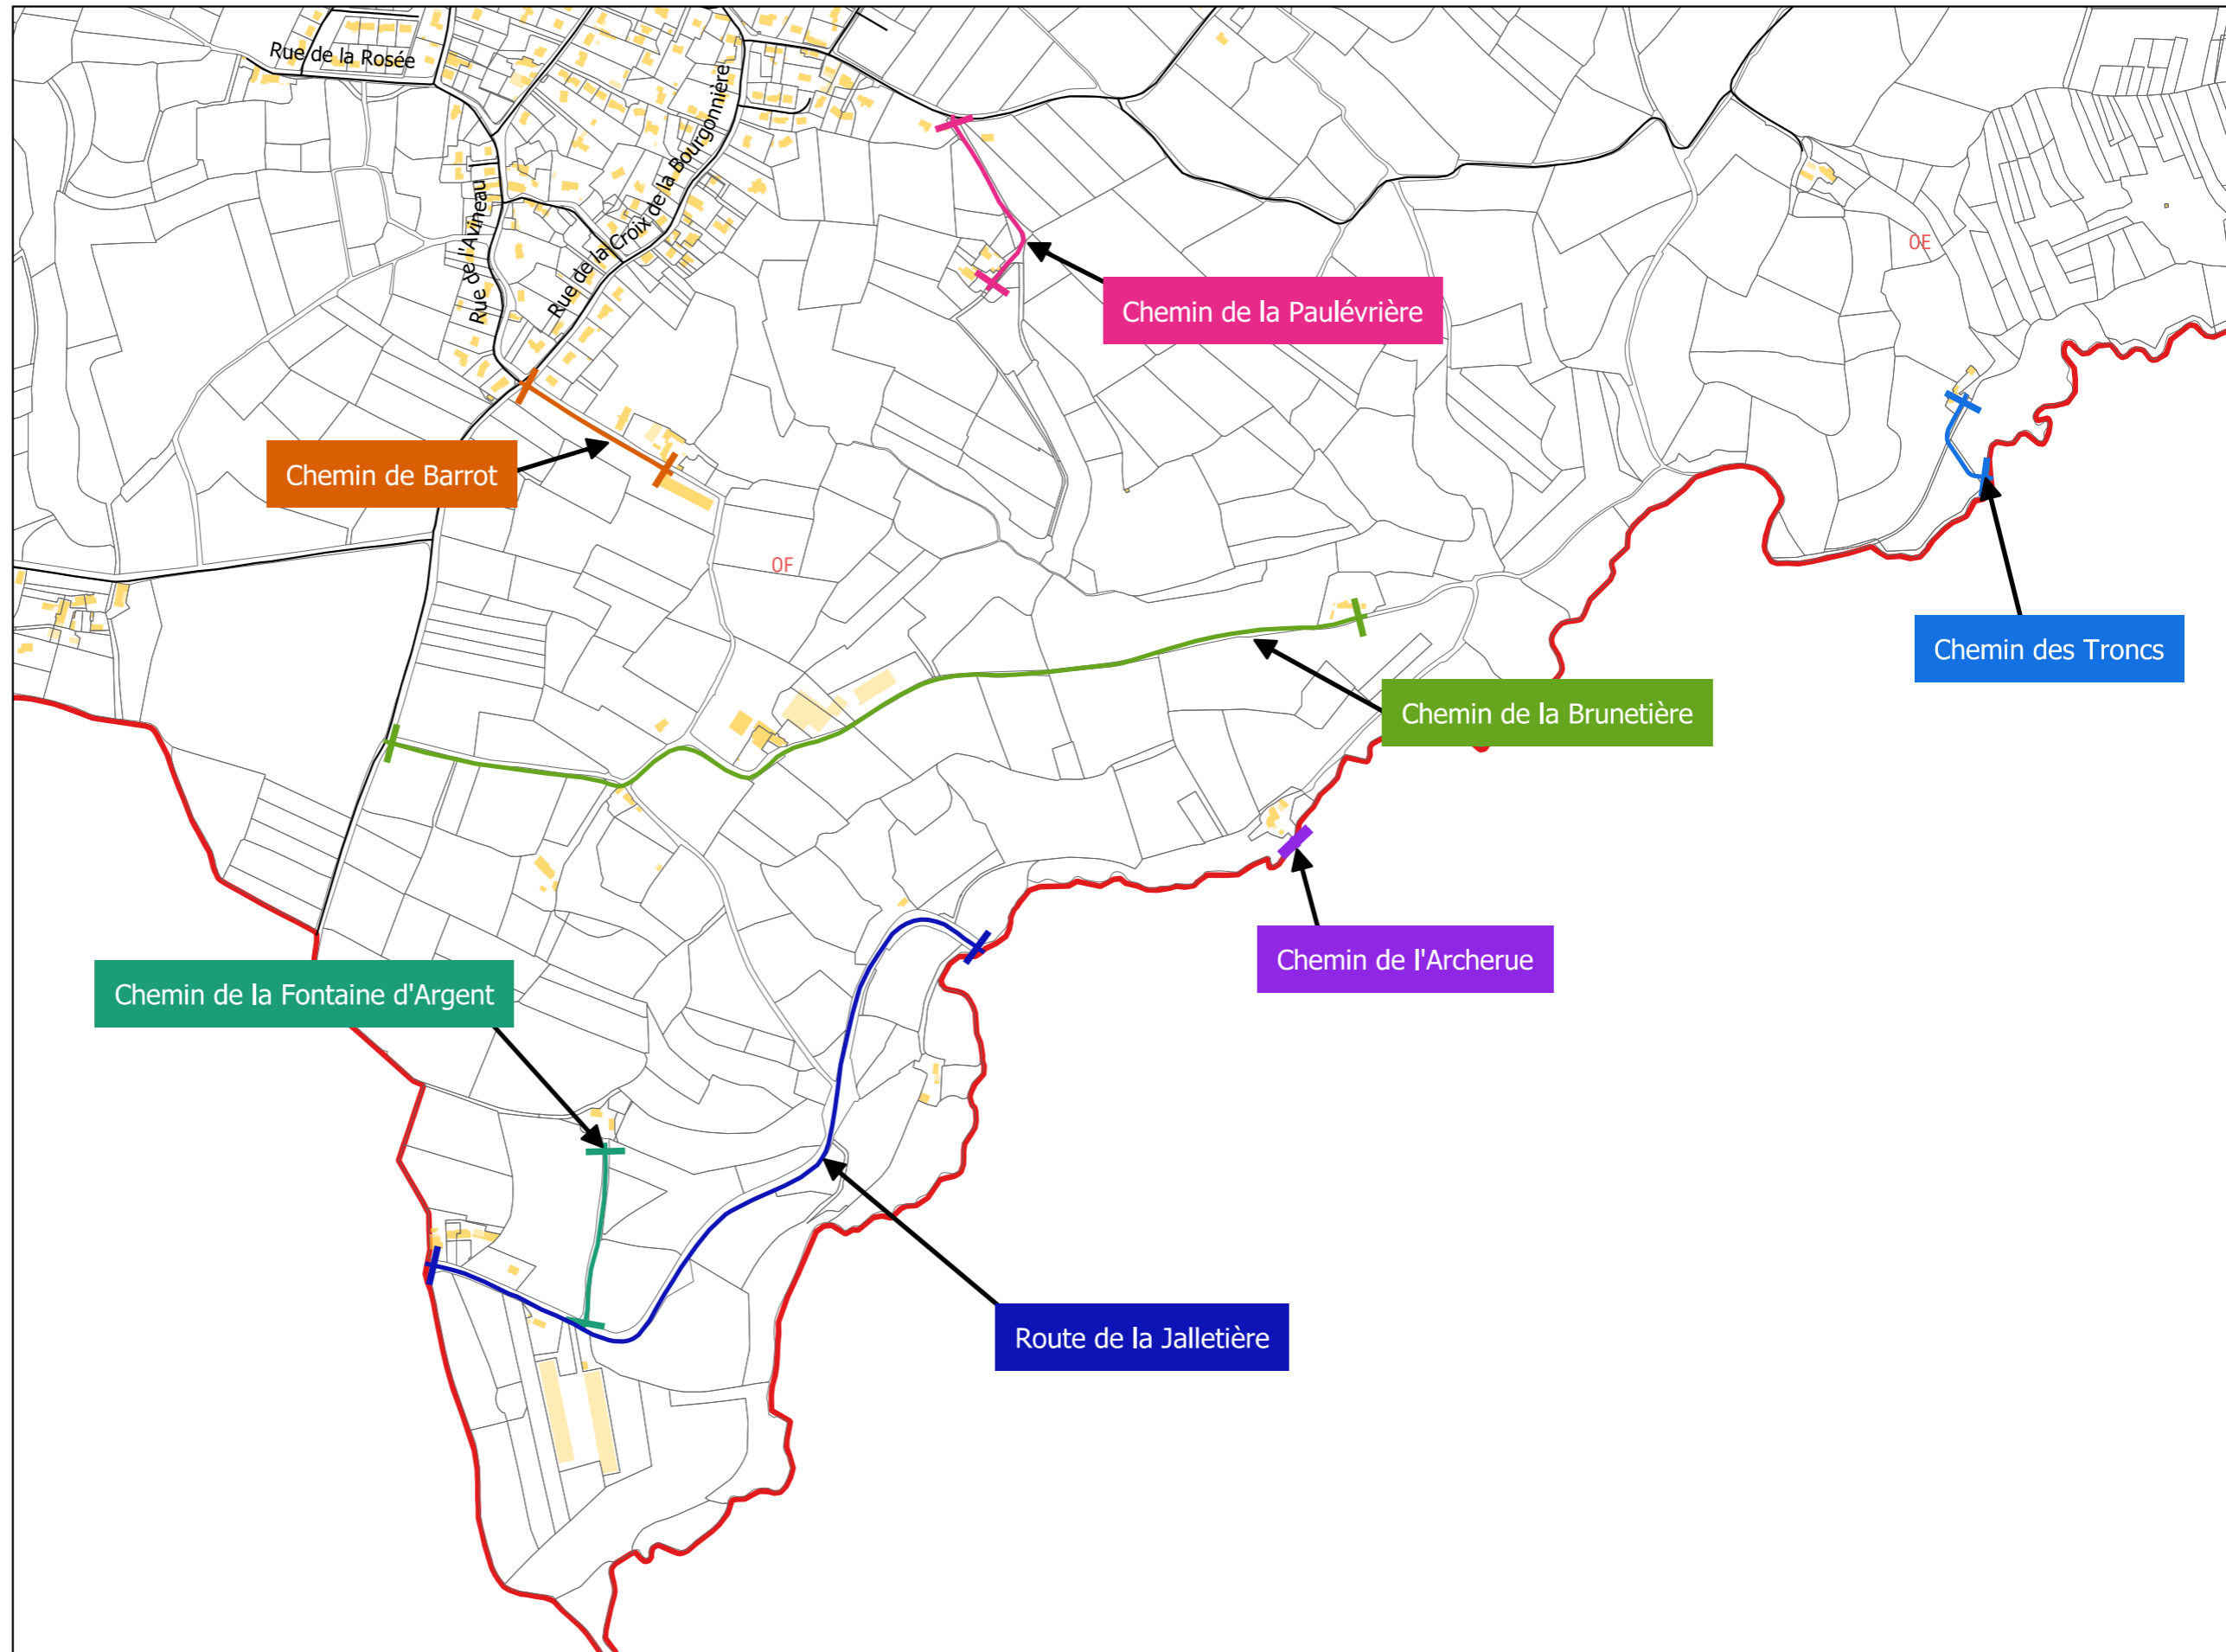 Rue de la Rosée
Rue de l'Avineau
Rue de la Croix de la Bourgonnière
0E
Chemin de la Paulévrière
Chemin de Barrot
0F
Chemin des Troncs
Chemin de la Brunetière
Chemin de l'Archerue
Chemin de la Fontaine d'Argent
Route de la Jalletière